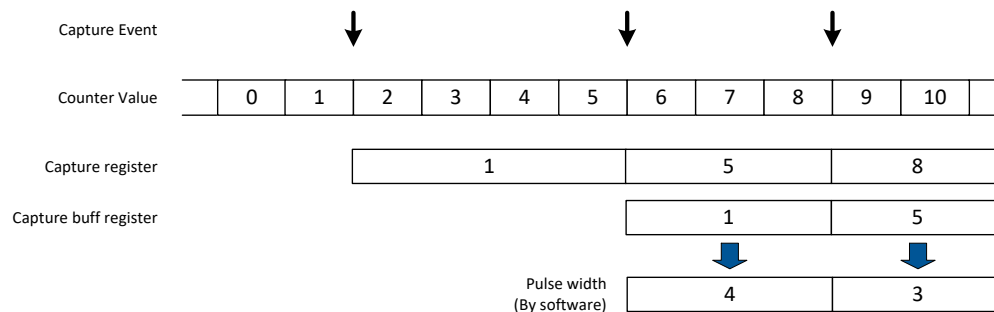 Capture Event
Counter Value 0 1 2 3 4 5 6 7 8 9 10
Capture register 1 5 8
Capture buff register 1 5
Pulse width
(By software) 4 3